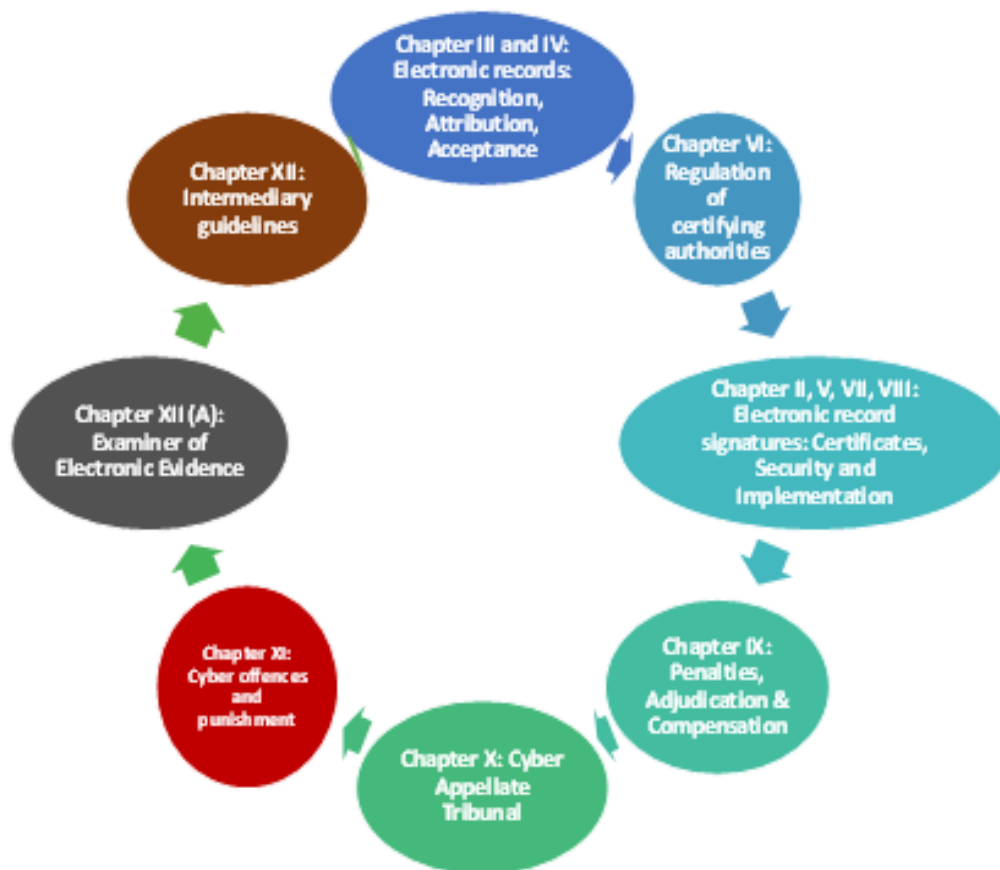 Chapter III and IV:
Electronic records:
Recognition,
Attribution,
Acceptance
Chapter VI:
Regulation
of
certifying
authorities
Chapter II, V, VII, VIII:
Electronic record
signatures: Certificates,
Security and
Implementation
Chapter IX:
Penalties,
Adjudication &
Compensation
Chapter X: Cyber
Appellate
Tribunal
Chapter XI:
Cyber offences
and
punishment
Chapter XII (A):
Examiner of
Electronic Evidence
Chapter XII:
Intermediary
guidelines